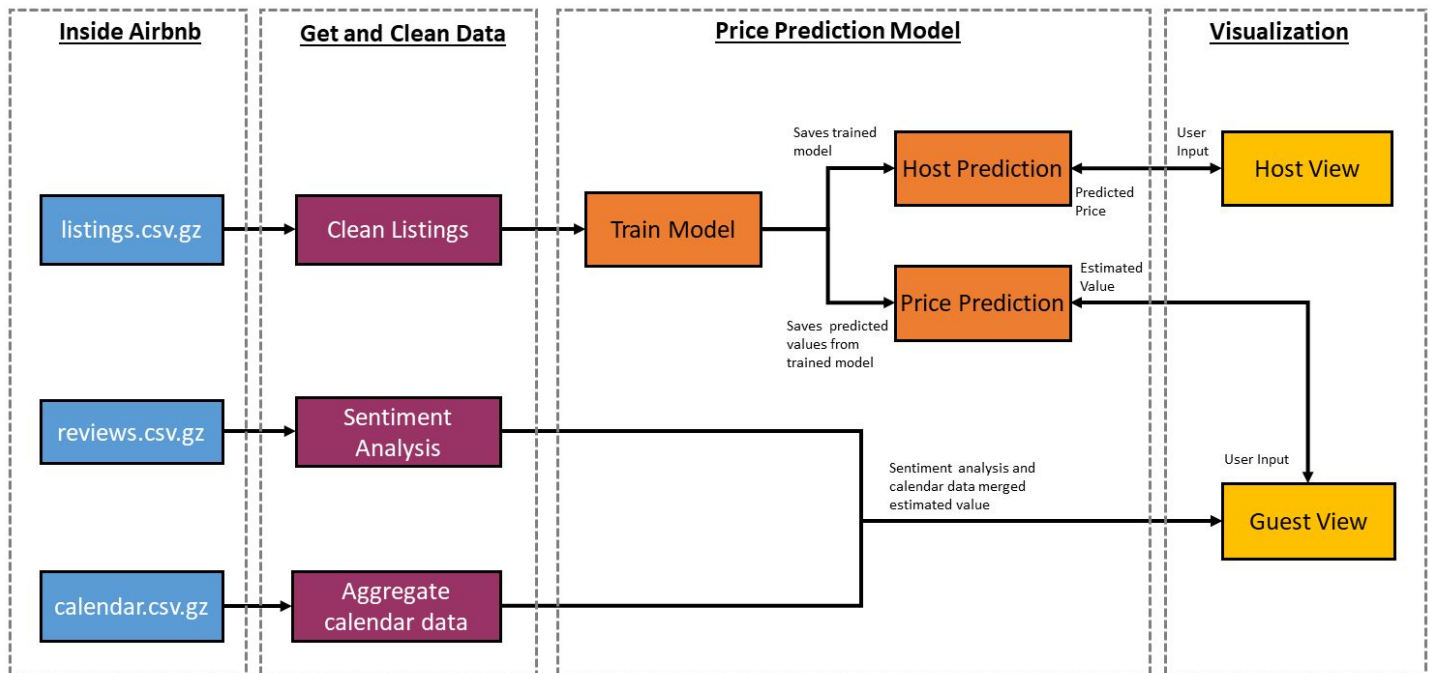 Inside Airbnb
Get and Clean Data
Price Prediction Model
Visualization
listings.csv.gz
Clean Listings
Train Model
Saves trained
model
Host Prediction
User
Input
Predicted
Price
Host View
Saves predicted
values from
trained model
Price Prediction
Estimated
Value
reviews.csv.gz
Sentiment
Analysis
Sentiment analysis and
calendar data merged
estimated value
User Input
Guest View
calendar.csv.gz
Aggregate
calendar data